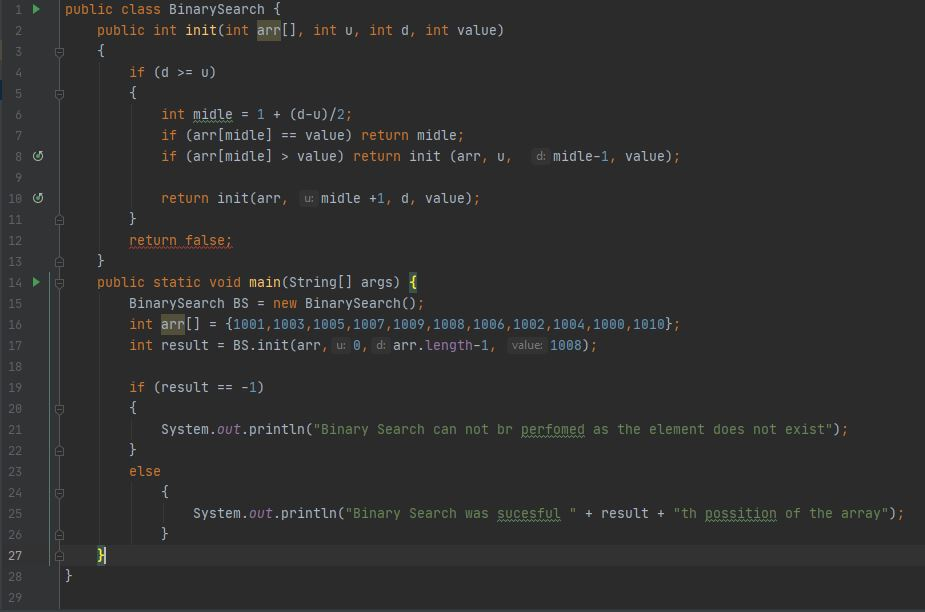 1 public class BinarySearch {
2 public int init(int arr[], int u, int d, int value)
3 {
4 if (d >= u)
5 {
6 int midle = 1 + (d-u)/2;
7 if (arr[midle] == value) return midle;
8 if (arr[midle] > value) return init (arr, u, d: midle-1, value);
9
10 return init(arr, u: midle +1, d, value);
11 }
12 return false;
13 }
14 public static void main(String[] args) {
15 BinarySearch BS = new BinarySearch();
16 int arr[] = {1001,1003,1005,1007,1009,1008,1006,1002,1004,1000,1010};
17 int result = BS.init(arr, u: 0, d: arr.length-1, value: 1008);
18
19 if (result == -1)
20 {
21 System.out.println("Binary Search can not br perfomed as the element does not exist");
22 }
23 else
24 {
25 System.out.println("Binary Search was sucesful " + result + "th possition of the array");
26 }
27 }
28 }
29